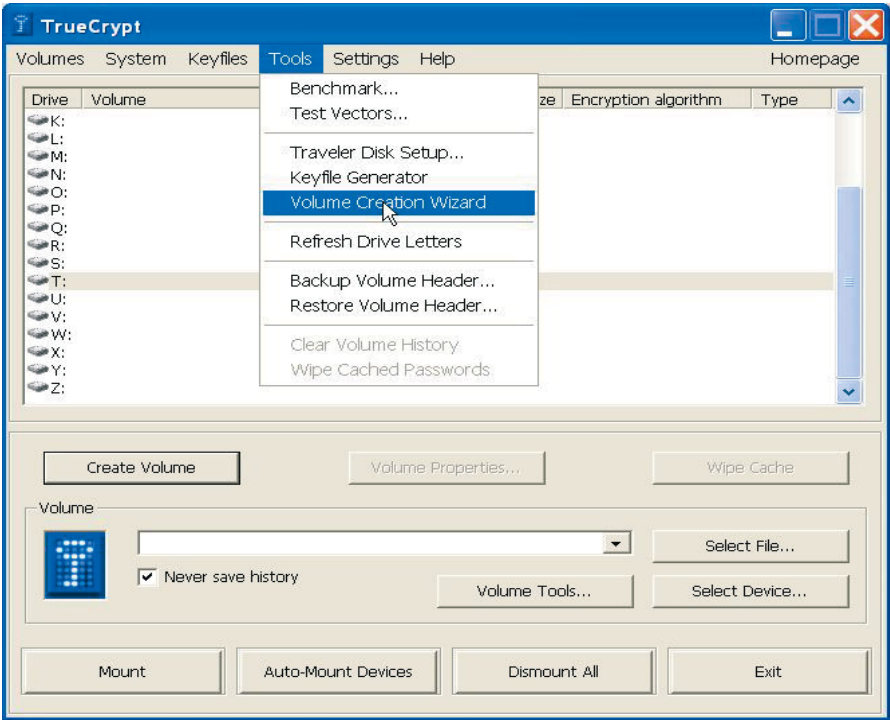 TrueCrypt
Volumes System Keyfiles Tools Settings Help Homepage
Drive Volume ze Encryption algorithm Type
Benchmark...
Test Vectors...
Traveler Disk Setup...
Keyfile Generator
Volume Creation Wizard
Refresh Drive Letters
Backup Volume Header...
Restore Volume Header...
Clear Volume History
Wipe Cached Passwords
K:
L:
M:
N:
O:
P:
Q:
R:
S:
T:
U:
V:
W:
X:
Y:
Z:
Create Volume Volume Properties... Wipe Cache
Volume
Select File...
Never save history
Volume Tools... Select Device...
Mount Auto-Mount Devices Dismount All Exit